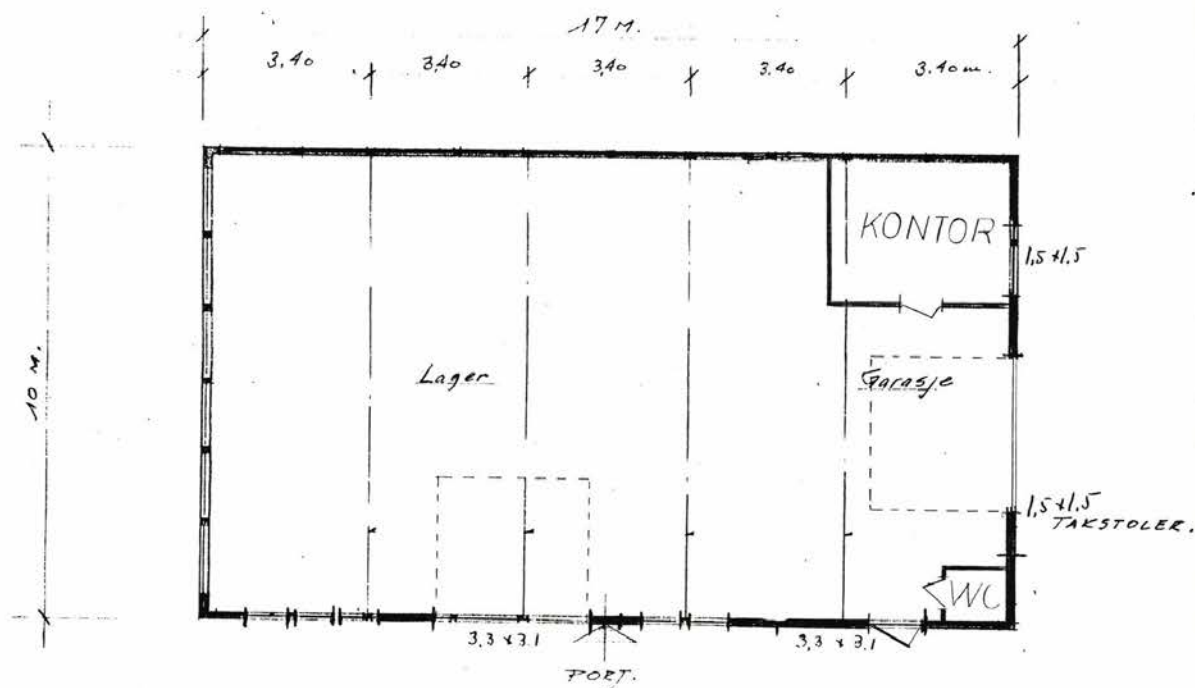 17 M.
3,40
3,40
3,40
3.40
3.40 m.
KONTOR
1,5 x 1,5
10 M.
Lager
Garasje
1,5 x 1,5
TAKSTOLER.
WC
3,3 x 3.1
3,3 x 3.1
PORT.